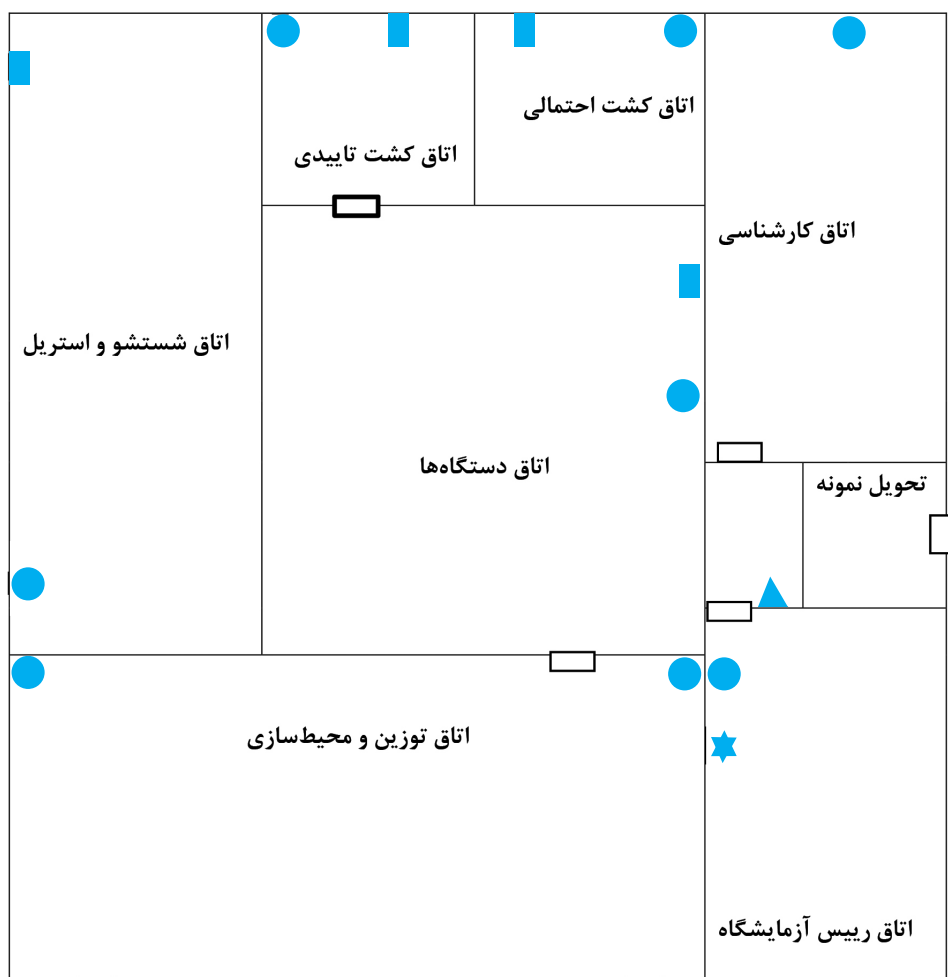 اتاق کشت احتمالی
اتاق کشت تاییدی
اتاق کارشناسی
اتاق شستشو و استریل
اتاق دستگاه‌ها
تحویل نمونه
اتاق توزین و محیط‌سازی
اتاق رییس آزمایشگاه